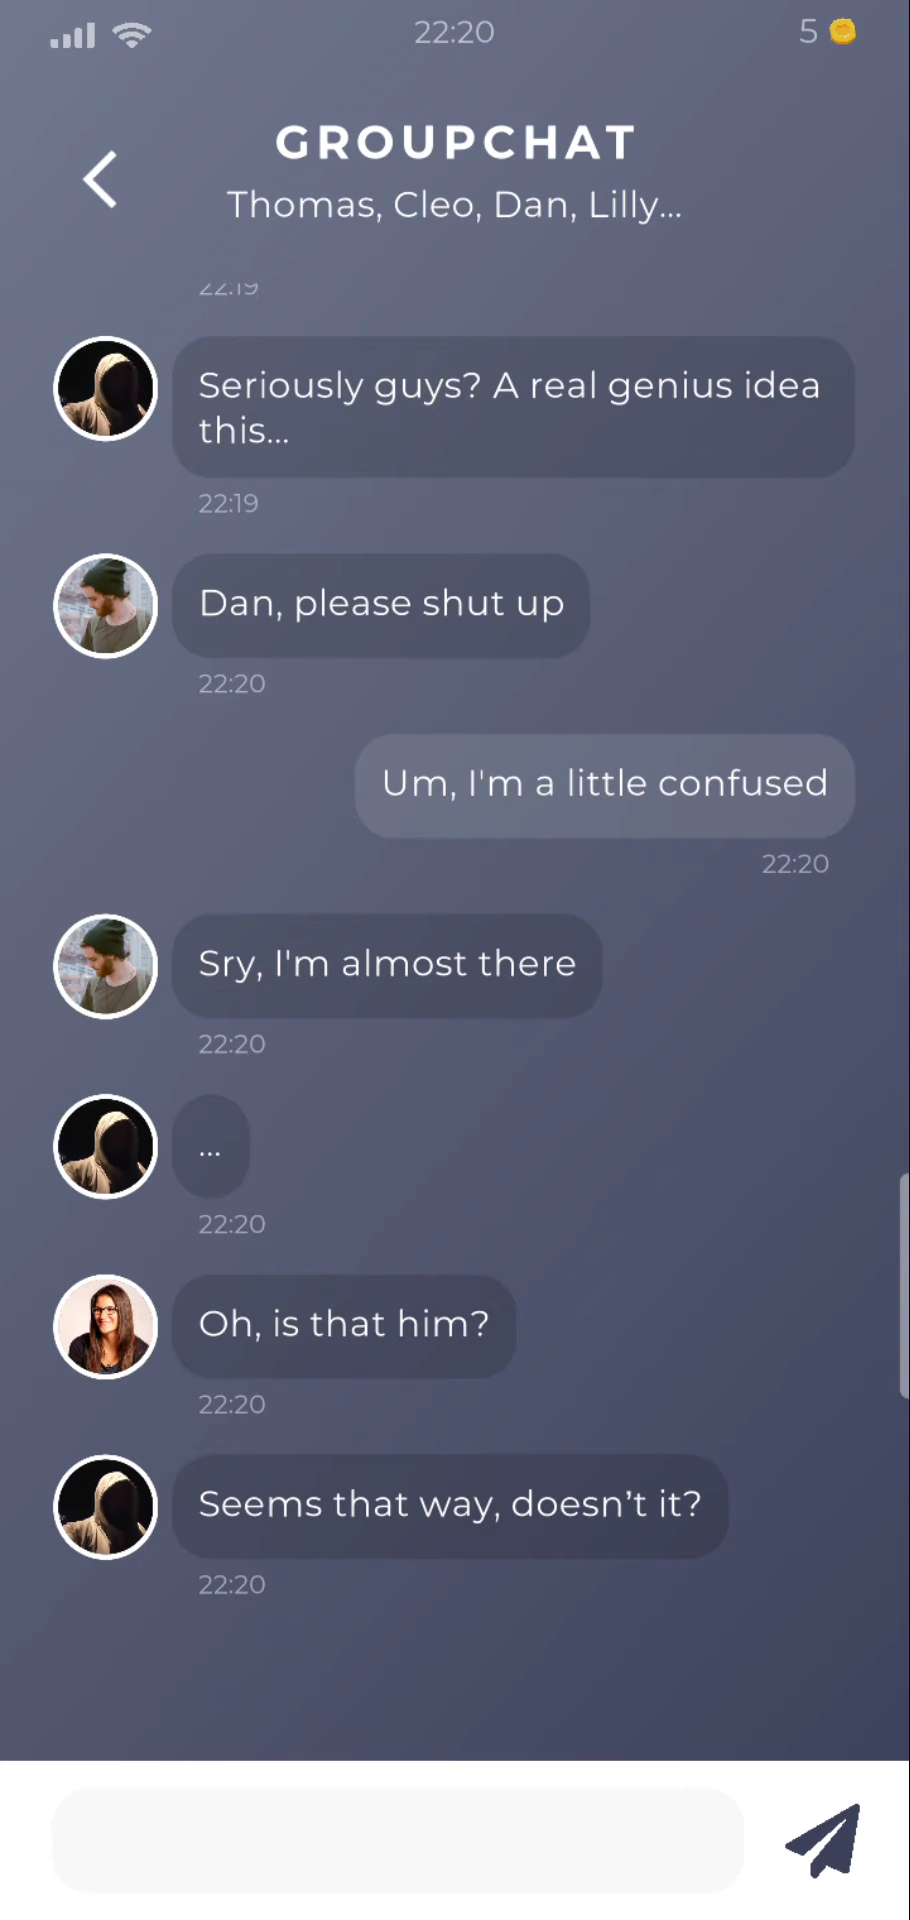 22:20
5
GROUPCHAT
Thomas, Cleo, Dan, Lilly...
22:19
Seriously guys? A real genius idea
this...
22:19
Dan, please shut up
22:20
Um, I'm a little confused
22:20
Sry, I'm almost there
22:20
...
22:20
Oh, is that him?
22:20
Seems that way, doesn’t it?
22:20